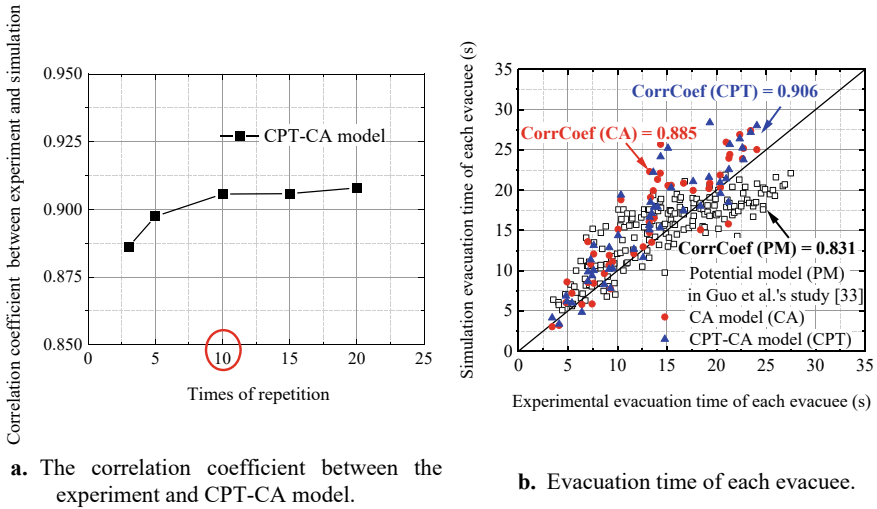 a.
Correlation coefficient between experiment and simulation
0.950
0.925
0.900
0.875
0.850
CPT-CA model
0
5
10
15
20
25
Times of repetition
a. The correlation coefficient between the
experiment and CPT-CA model.
b.
Simulation evacuation time of each evacuee (s)
35
30
25
20
15
10
5
0
CorrCoef (CPT) = 0.906
CorrCoef (CA) = 0.885
CorrCoef (PM) = 0.831
Potential model (PM)
in Guo et al.'s study [33]
CA model (CA)
CPT-CA model (CPT)
0
5
10
15
20
25
30
35
Experimental evacuation time of each evacuee (s)
b. Evacuation time of each evacuee.